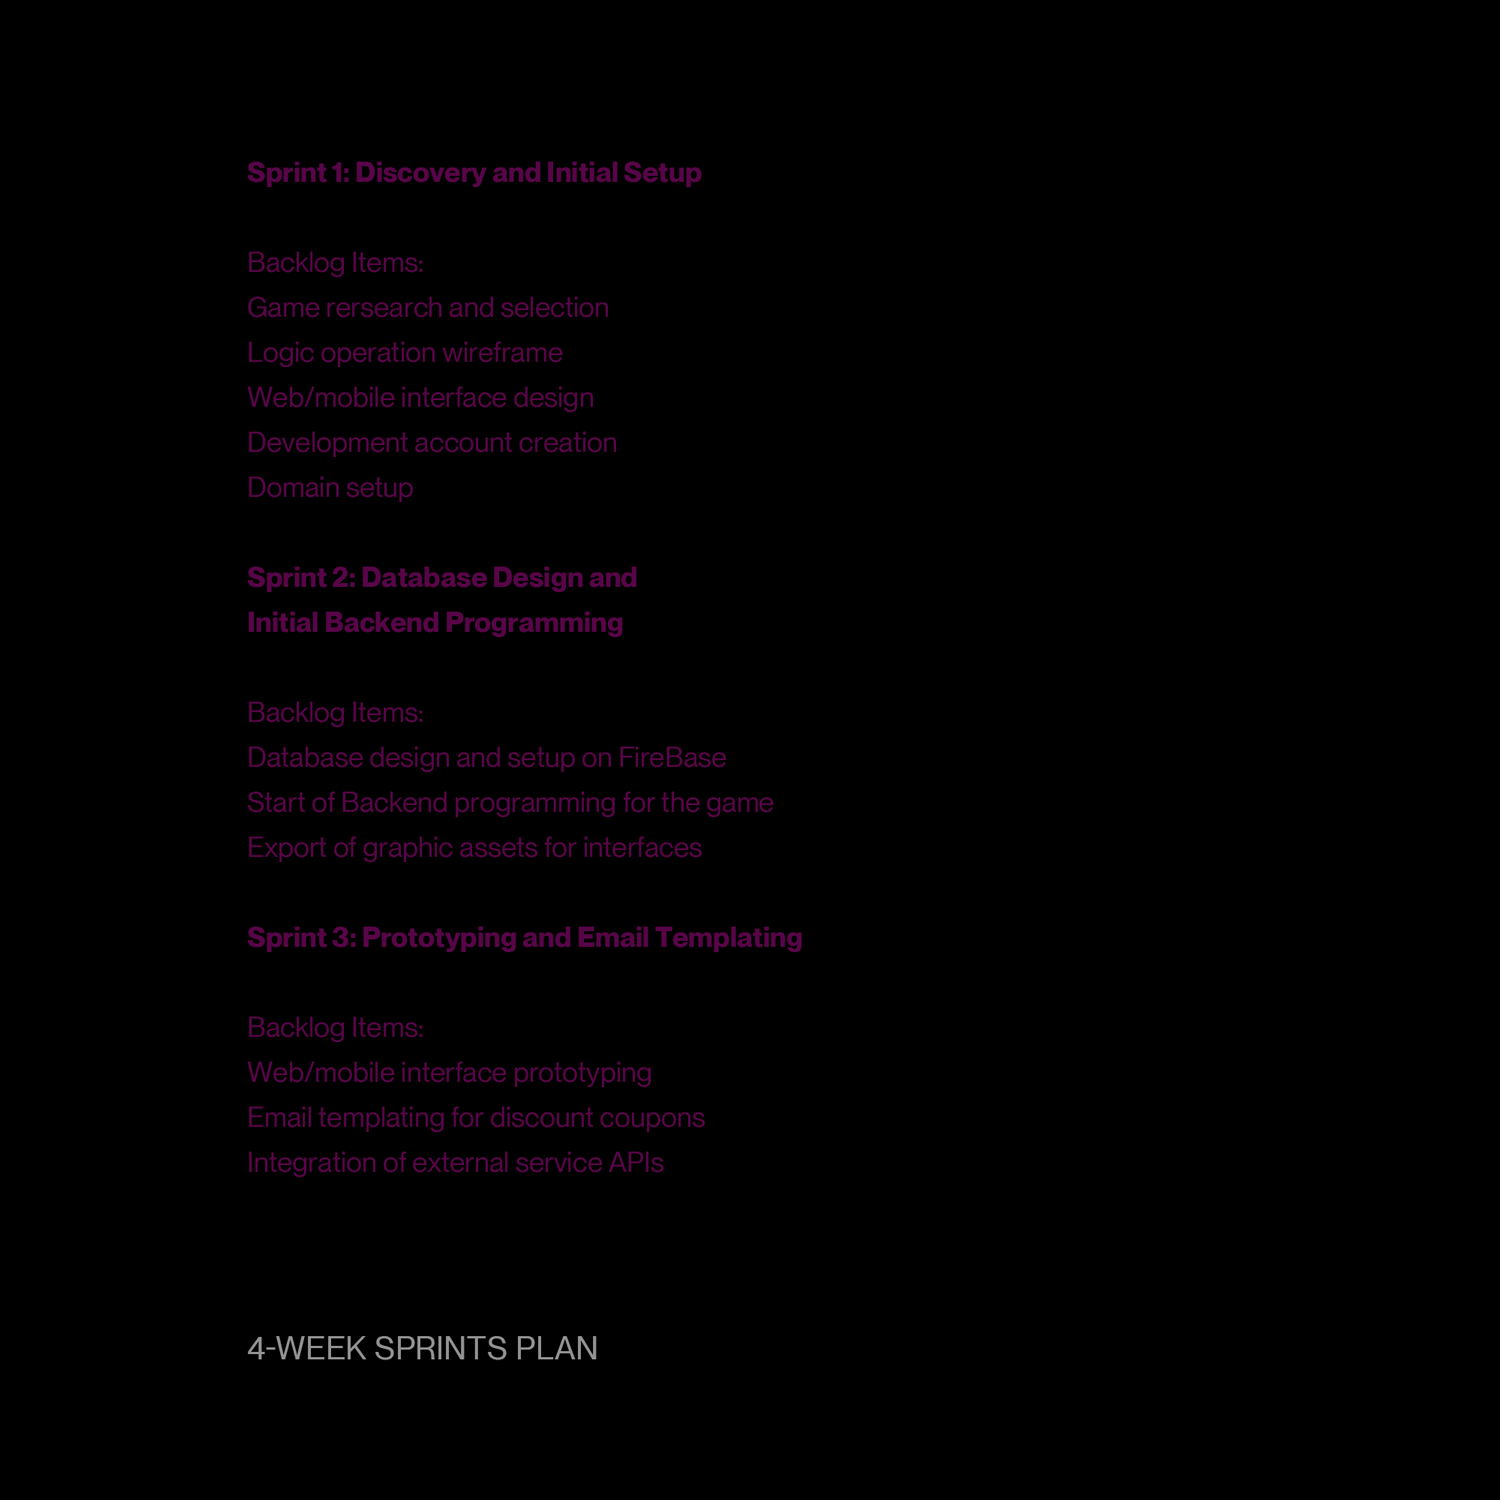 Sprint 1: Discovery and Initial Setup
Backlog Items:
Game rersearch and selection
Logic operation wireframe
Web/mobile interface design
Development account creation
Domain setup
Sprint 2: Database Design and
Initial Backend Programming
Backlog Items:
Database design and setup on FireBase
Start of Backend programming for the game
Export of graphic assets for interfaces
Sprint 3: Prototyping and Email Templating
Backlog Items:
Web/mobile interface prototyping
Email templating for discount coupons
Integration of external service APIs
4-WEEK SPRINTS PLAN